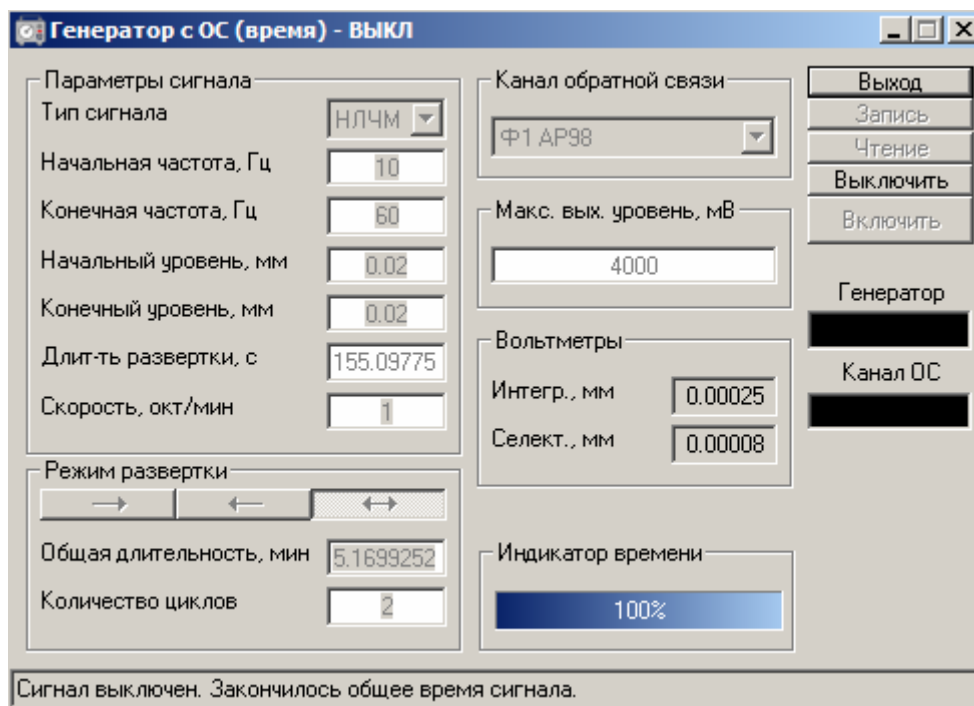 Генератор с ОС (время) - ВЫКЛ
Параметры сигнала
Тип сигнала НЛЧМ
Начальная частота, Гц 10
Конечная частота, Гц 60
Начальный уровень, мм 0.02
Конечный уровень, мм 0.02
Длит-ть развертки, с 155.09775
Скорость, окт/мин 1
Режим развертки
Общая длительность, мин 5.1699252
Количество циклов 2
Канал обратной связи
Ф1 АР98
Макс. вых. уровень, мВ
4000
Вольтметры
Интегр., мм 0.00025
Селект., мм 0.00008
Индикатор времени
100%
Выход
Запись
Чтение
Выключить
Включить
Генератор
Канал ОС
Сигнал выключен. Закончилось общее время сигнала.